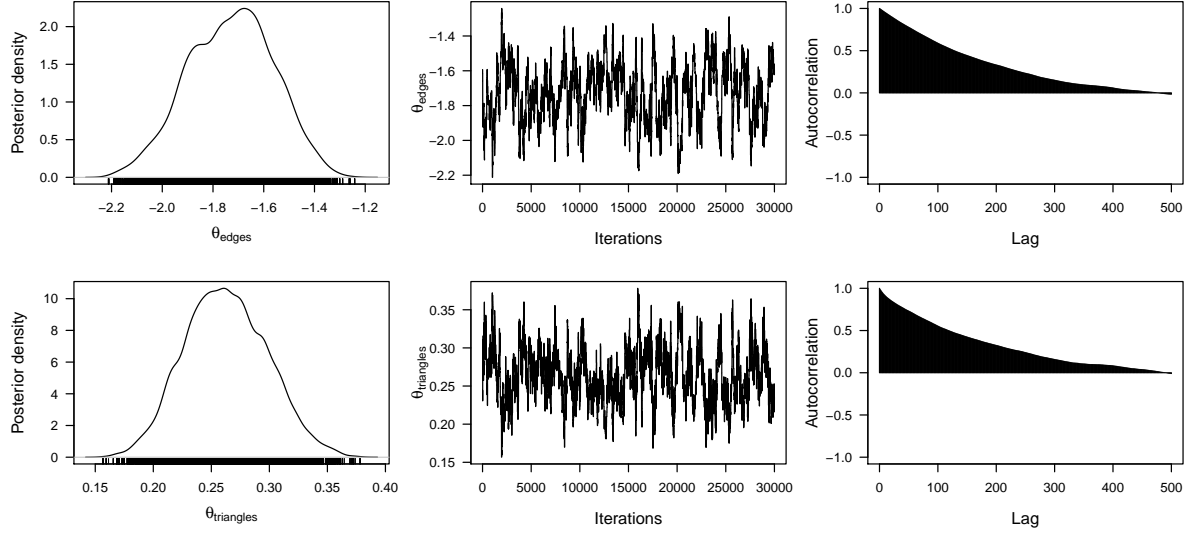 Posterior density
2.0
1.5
1.0
0.5
0.0
−2.2 −2.0 −1.8 −1.6 −1.4 −1.2
θedges
θedges
−1.4
−1.6
−1.8
−2.0
−2.2
0 5000 10000 15000 20000 25000 30000
Iterations
Autocorrelation
1.0
0.5
0.0
−0.5
−1.0
0 100 200 300 400 500
Lag
Posterior density
10
8
6
4
2
0
0.15 0.20 0.25 0.30 0.35 0.40
θtriangles
θtriangles
0.35
0.30
0.25
0.20
0.15
0 5000 10000 15000 20000 25000 30000
Iterations
Autocorrelation
1.0
0.5
0.0
−0.5
−1.0
0 100 200 300 400 500
Lag